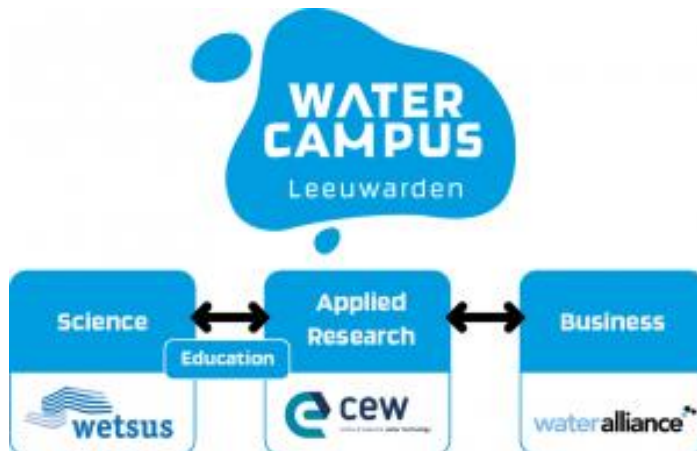 WATER
CAMPUS
Leeuwarden
Science
Applied
Research
Business
Education
wetsus
cew
wateralliance